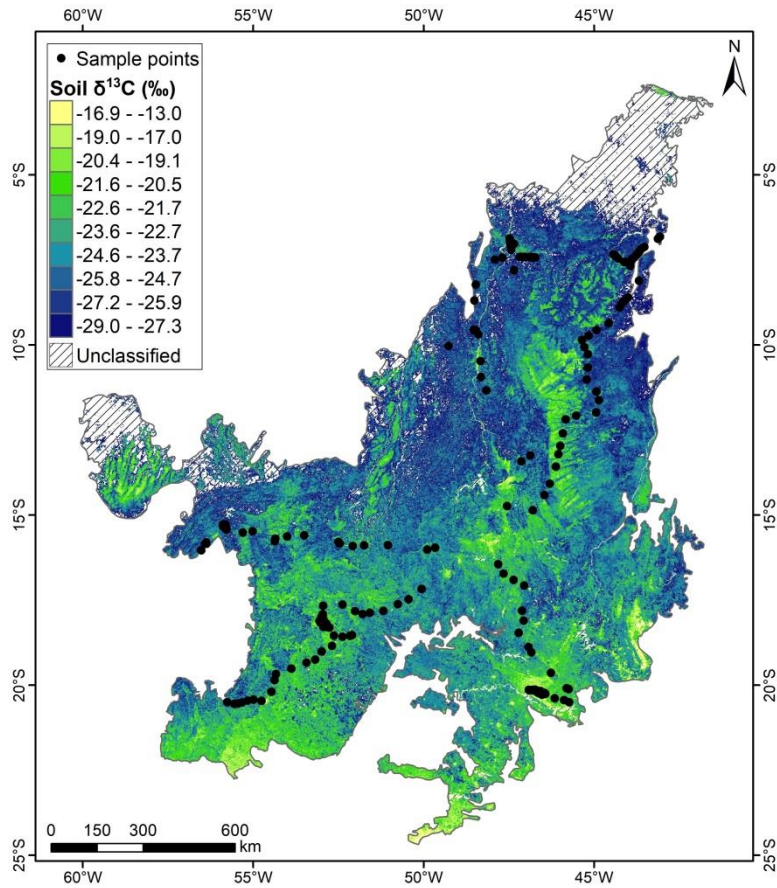 60°W 55°W 50°W 45°W
N
Sample points
Soil δ¹³C (‰)
-16.9 - -13.0
-19.0 - -17.0
-20.4 - -19.1
-21.6 - -20.5
-22.6 - -21.7
-23.6 - -22.7
-24.6 - -23.7
-25.8 - -24.7
-27.2 - -25.9
-29.0 - -27.3
Unclassified
5°S 5°S
10°S 10°S
15°S 15°S
20°S 20°S
25°S 25°S
0 150 300 600
km
60°W 55°W 50°W 45°W